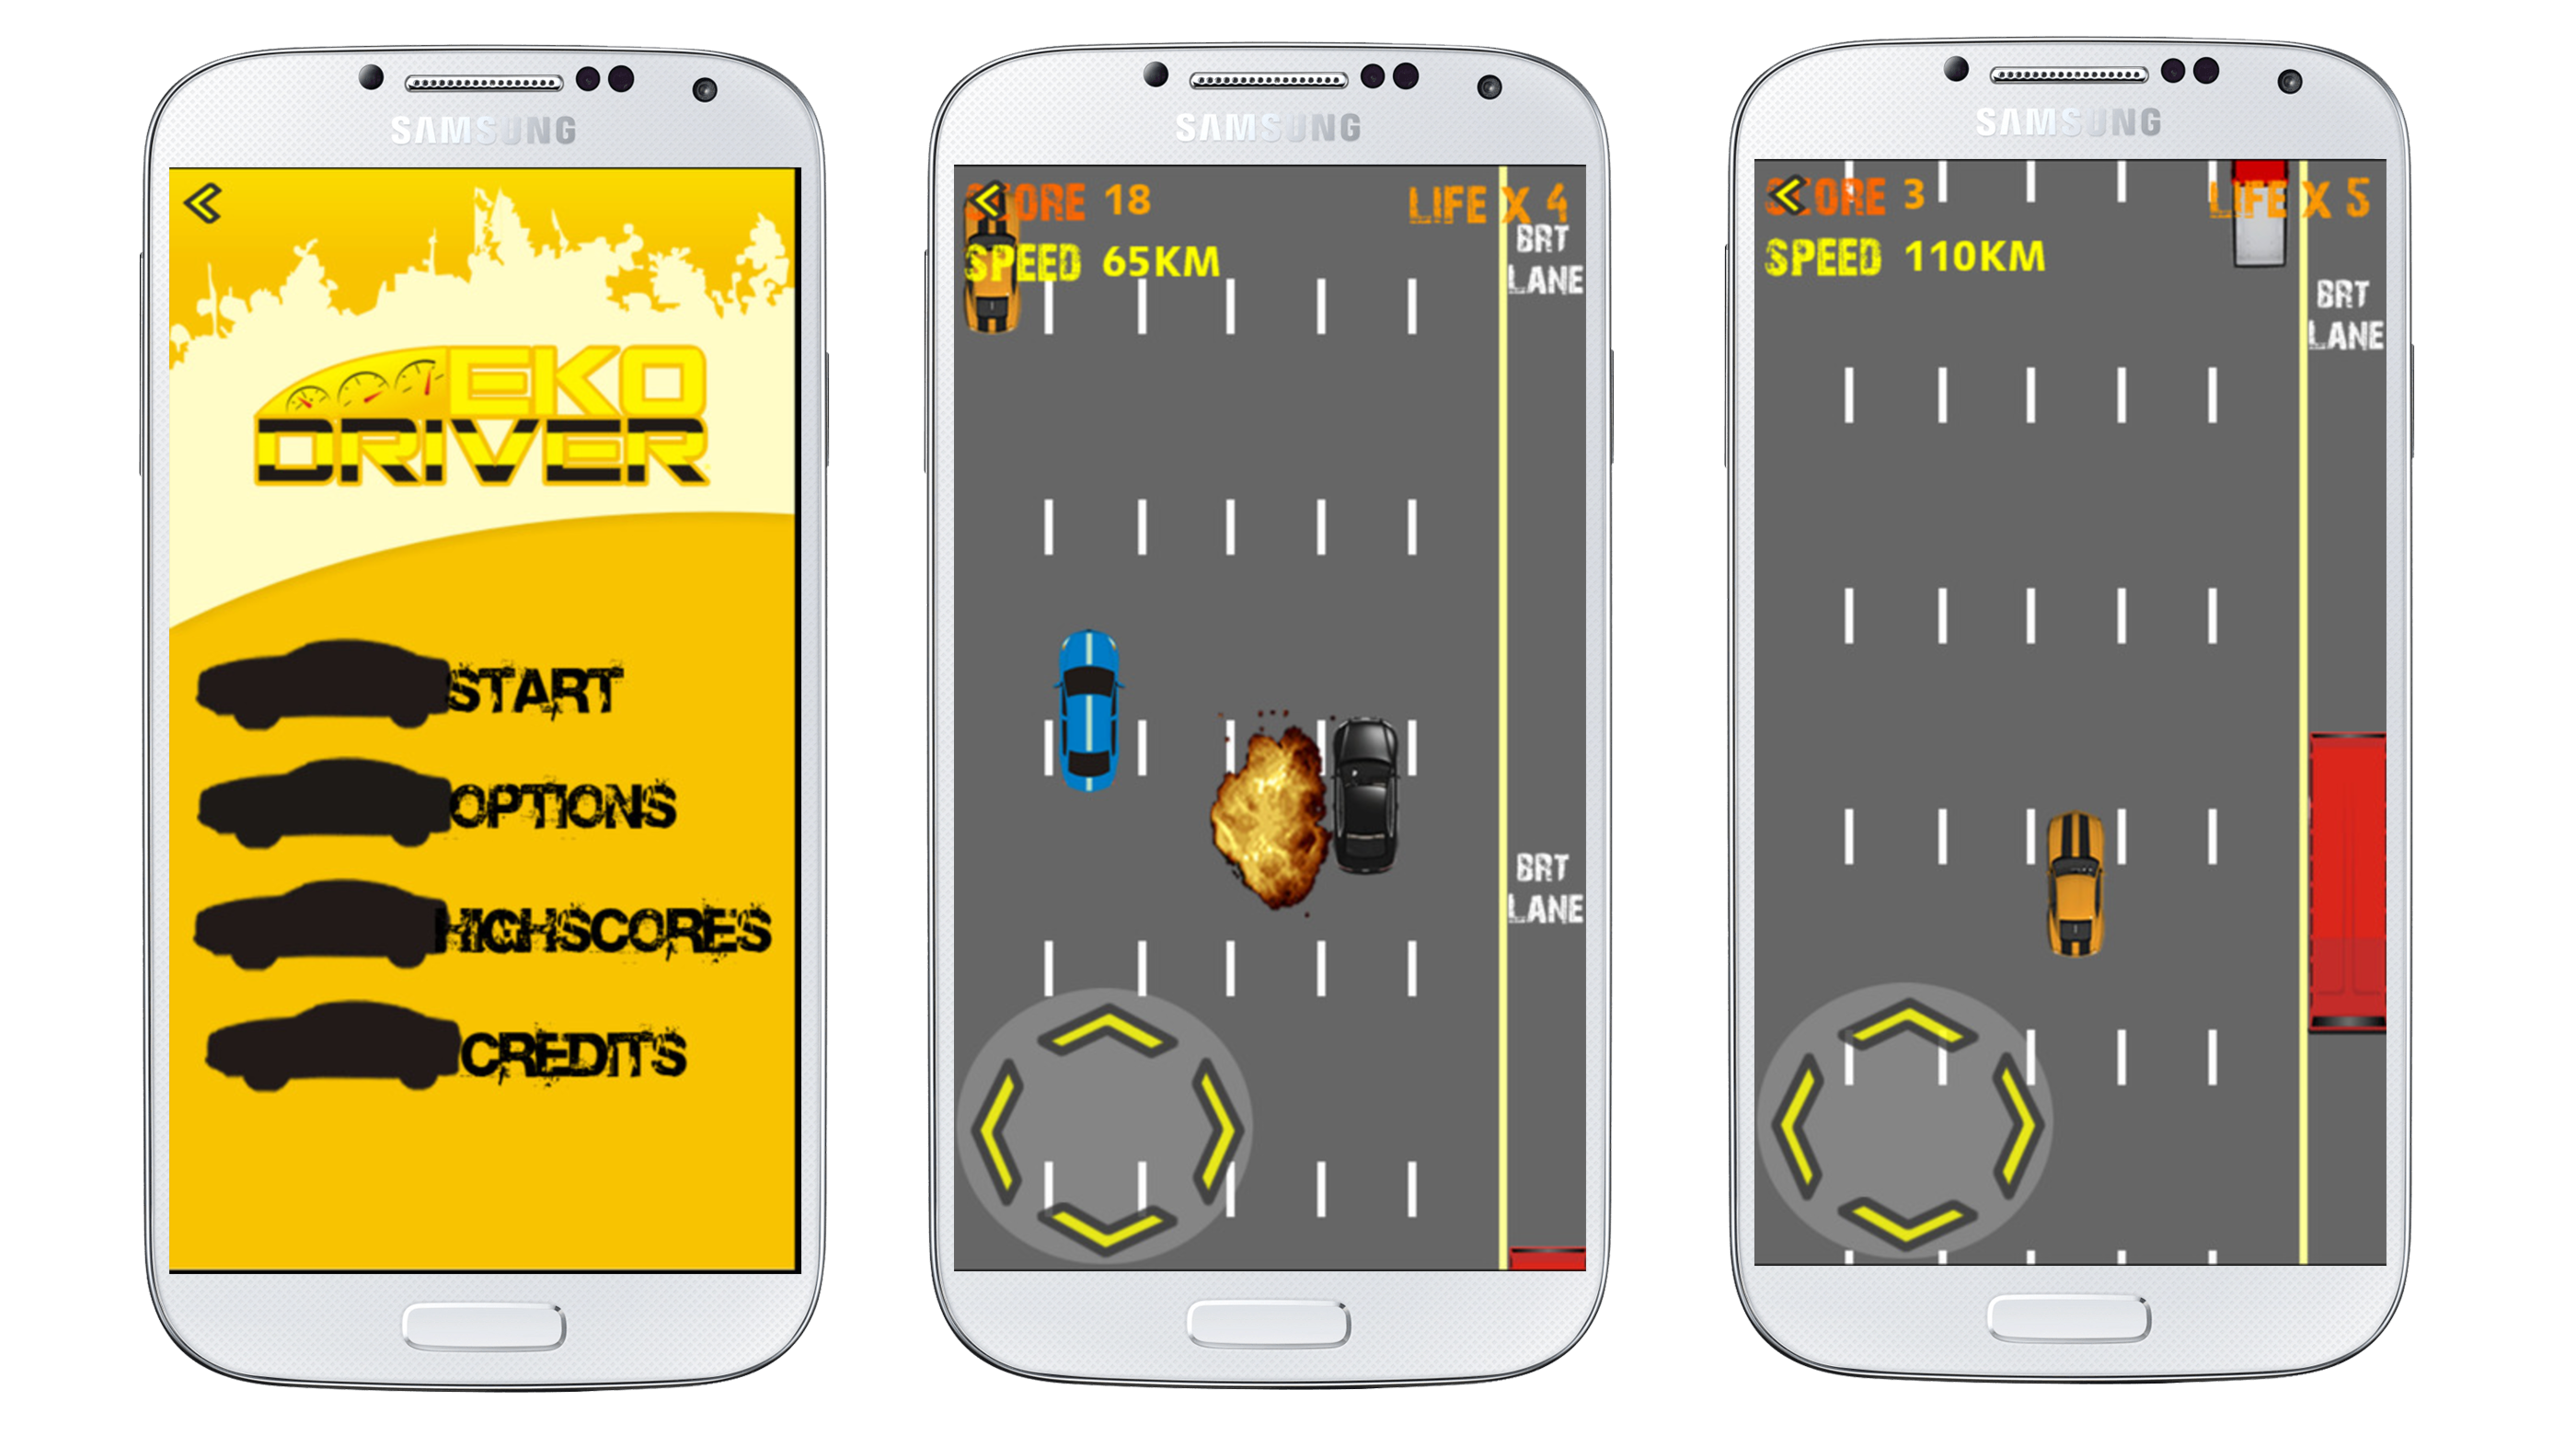 SAMSUNG
EKO
DRIVER
START
OPTIONS
HIGHSCORES
CREDITS
SAMSUNG
SCORE 18
LIFE X 4
SPEED 65KM
BRT
LANE
BRT
LANE
SAMSUNG
SCORE 3
LIFE X 5
SPEED 110KM
BRT
LANE